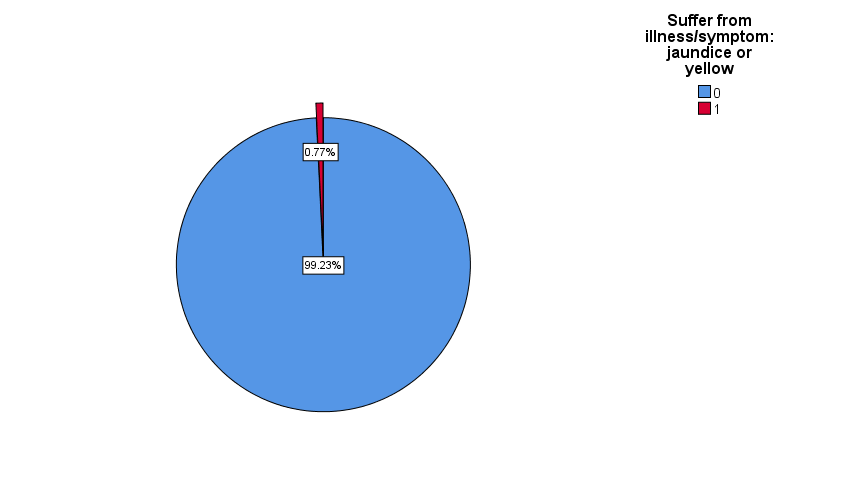 Suffer from
illness/symptom:
jaundice or
yellow
0
1
0.77%
99.23%